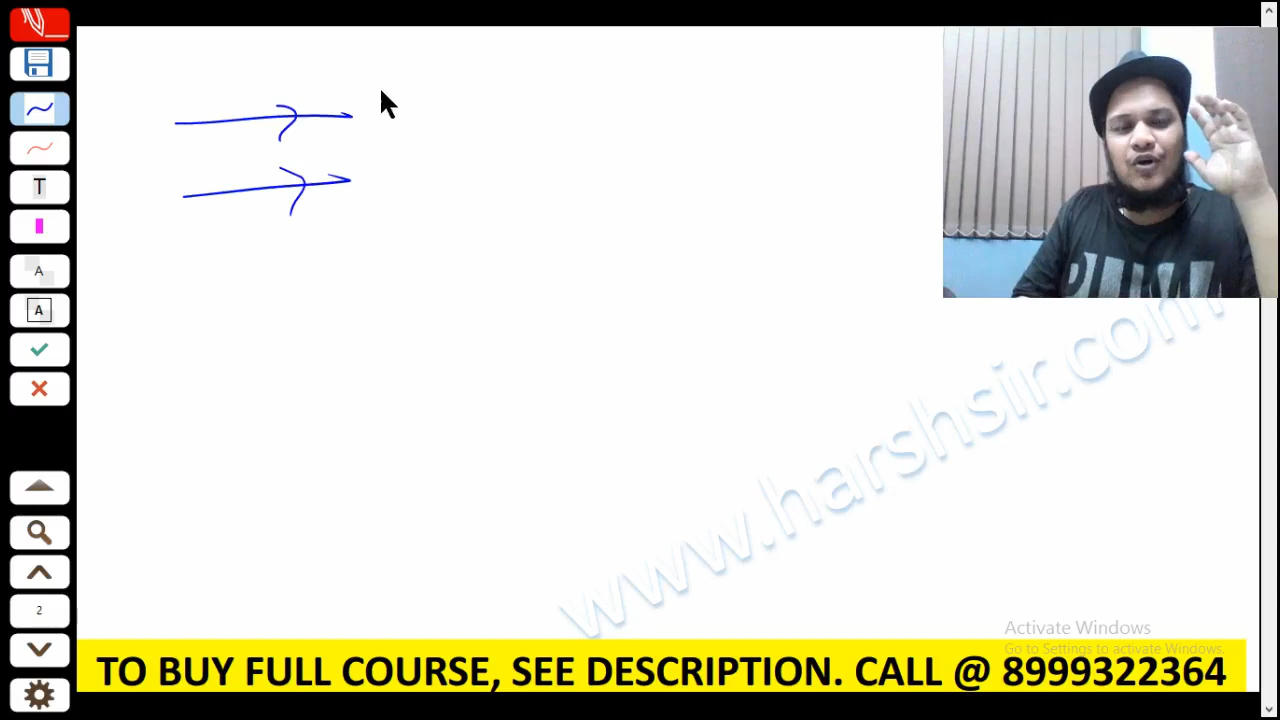 T
A
A
2
www.harshsir.com
Activate Windows
Go to Settings to activate Windows.
TO BUY FULL COURSE, SEE DESCRIPTION. CALL @ 8999322364